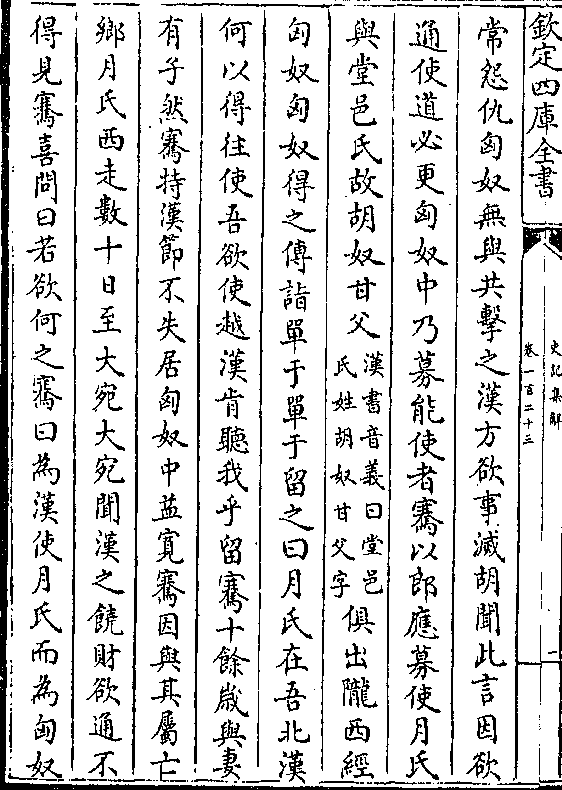 欽定四庫全書
史記集解
卷一百二十三
一
常怨仇匈奴無與共擊之漢方欲事滅胡聞此言因欲
通使道必更匈奴中乃募能使者騫以郎應募使月氏
與堂邑氏故胡奴甘父漢書音義曰堂邑氏姓胡奴甘父字俱出隴西經
匈奴匈奴得之傳詣單于單于留之曰月氏在吾北漢
何以得往使吾欲使越漢肯聽我乎留騫十餘歲與妻
有子然騫持漢節不失居匈奴中益寬騫因與其屬亡
鄉月氏西走數十日至大宛大宛聞漢之饒財欲通不
得見騫喜問曰若欲何之騫曰為漢使月氏而為匈奴